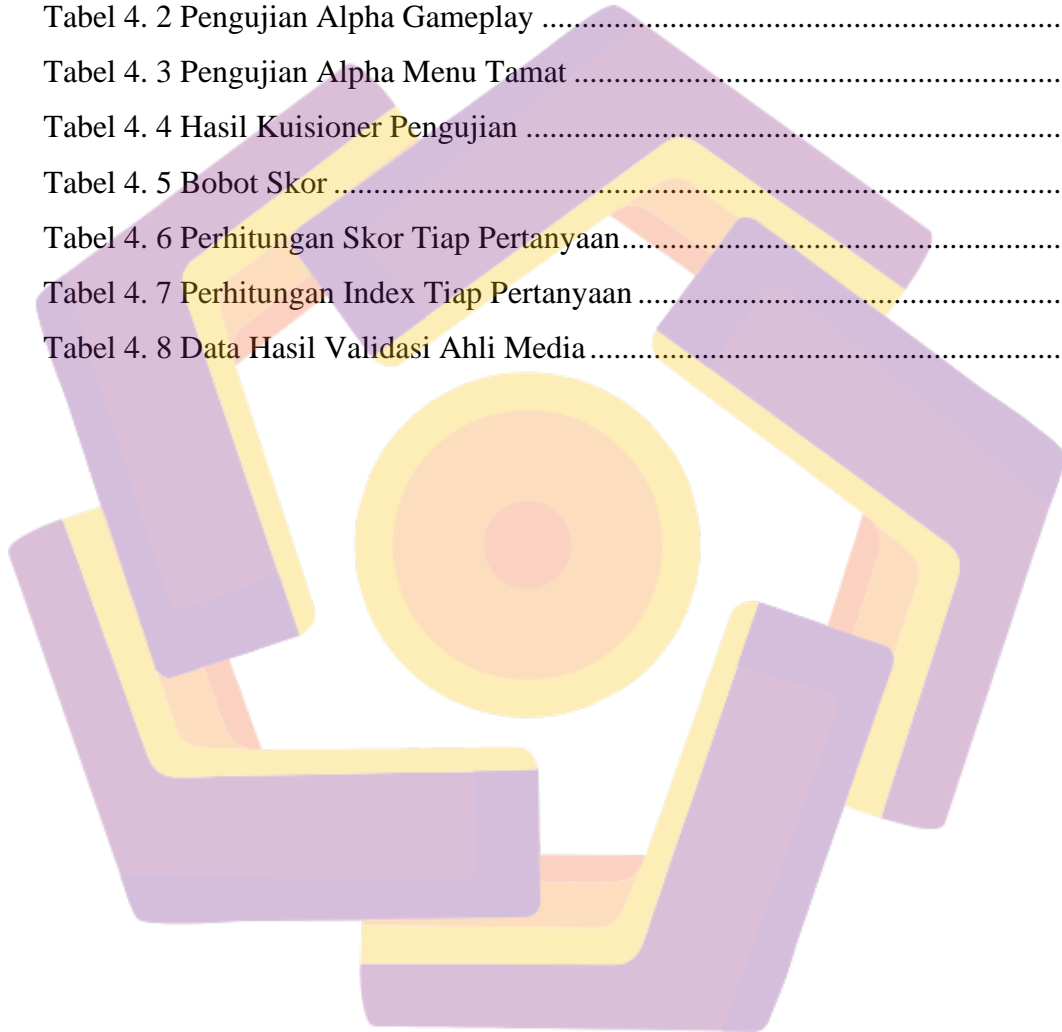 Tabel 4. 2 Pengujian Alpha Gameplay ..........................................................................
Tabel 4. 3 Pengujian Alpha Menu Tamat .....................................................................
Tabel 4. 4 Hasil Kuisioner Pengujian ............................................................................
Tabel 4. 5 Bobot Skor ....................................................................................................
Tabel 4. 6 Perhitungan Skor Tiap Pertanyaan..............................................................
Tabel 4. 7 Perhitungan Index Tiap Pertanyaan ............................................................
Tabel 4. 8 Data Hasil Validasi Ahli Media ...................................................................